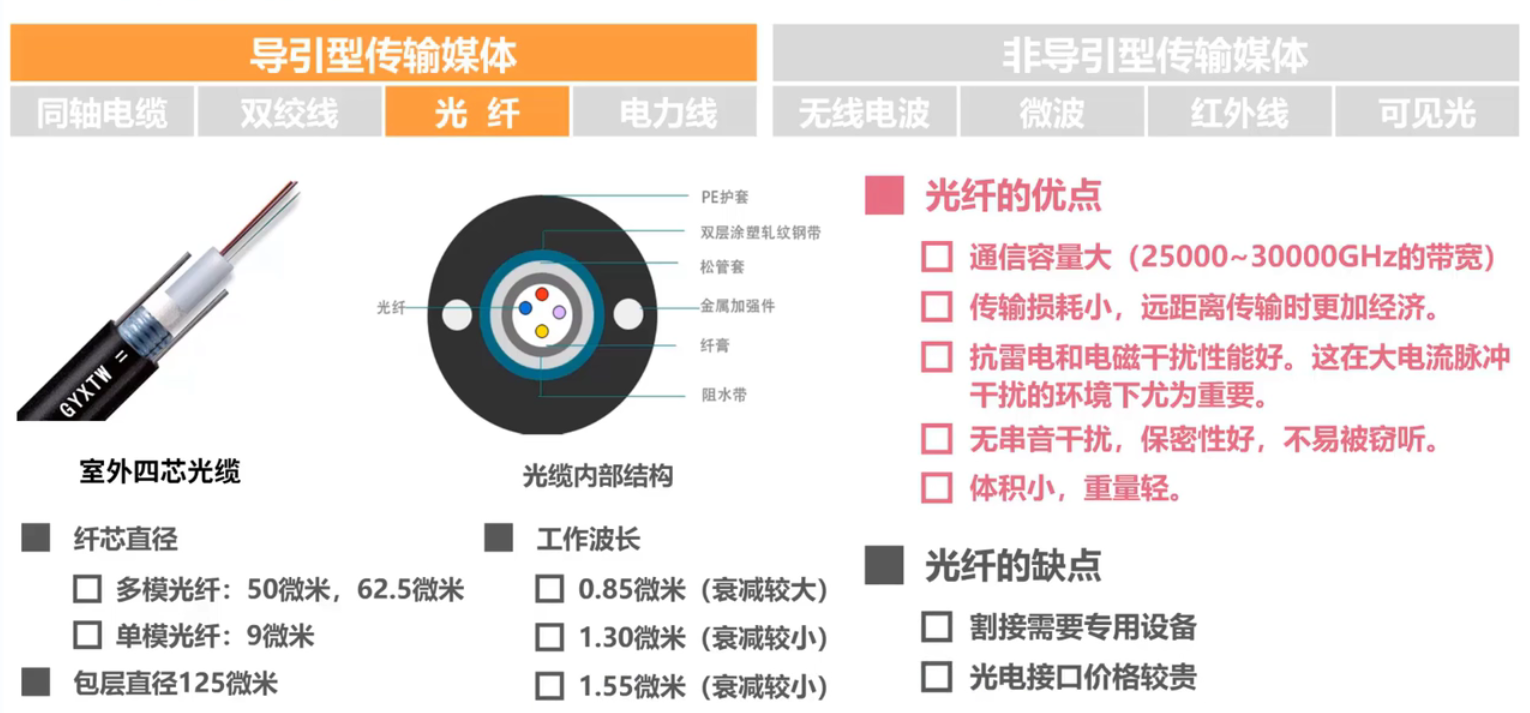 导引型传输媒体
非导引型传输媒体
同轴电缆
双绞线
光 纤
电力线
无线电波
微波
红外线
可见光
GYXTW =
室外四芯光缆
PE护套
双层涂塑轧纹钢带
松管套
光纤
金属加强件
纤膏
阻水带
光缆内部结构
纤芯直径
多模光纤：50微米，62.5微米
单模光纤：9微米
包层直径125微米
工作波长
0.85微米（衰减较大）
1.30微米（衰减较小）
1.55微米（衰减较小）
光纤的优点
通信容量大（25000~30000GHz的带宽）
传输损耗小，远距离传输时更加经济。
抗雷电和电磁干扰性能好。这在大电流脉冲
干扰的环境下尤为重要。
无串音干扰，保密性好，不易被窃听。
体积小，重量轻。
光纤的缺点
割接需要专用设备
光电接口价格较贵